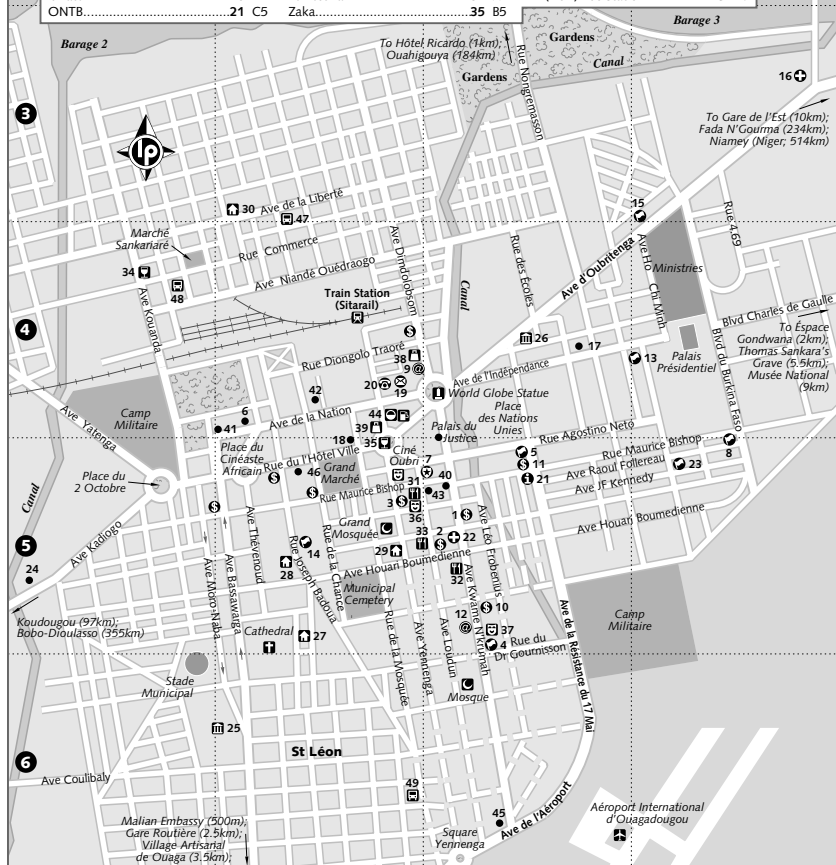 ONTB 21 C5 Zaka 35 B5
Barage 2
To Hôtel Ricardo (1km);
Ouahigouya (184km)
Gardens
Barage 3
Gardens
Canal
Rue Nongremasson
16
3
To Gare de l'Est (10km);
Fada N'Gourma (234km);
Niamey (Niger; 514km)
lp
30
Ave de la Liberté
47
15
Rue 4.69
Marché
Sankariaré
Rue Commerce
Ave Dimdolobsom
Rue des Écoles
Ave d'Oubritenga
Ave Ho Chi Minh
Ministries
34
48
Ave Niandé Ouédraogo
Canal
Ave Kouanda
Train Station
(Sitarail)
4
Blvd Charles de Gaulle
To Éspace
Gondwana (2km);
Thomas Sankara's
Grave (5.5km);
Musée National
(9km)
26
17
13
Palais
Présidentiel
Blvd du Burkina Faso
Rue Diongolo Traoré
38
9
20
19
Ave de l'Indépendance
World Globe Statue
Place
des Nations
Unies
Ave Yatenga
Camp
Militaire
42
6
41
Ave de la Nation
44
39
18
35
Palais du
Justice
Rue Agostino Neto
5
Rue Maurice Bishop
8
Place du
Cinéaste
Africain
Rue du l'Hôtel Ville
Ciné
Oubri
7
11
Ave Raoul Follereau
23
Place du
2 Octobre
46
Grand
Marché
31
40
21
Ave JF Kennedy
Rue Maurice Bishop
3
43
36
Canal
1
Ave Houari Boumedienne
5
Ave Kadiogo
Ave Thévenoud
Grand
Mosquée
33
2
22
Ave Léo Frobenius
24
14
29
28
Ave Houari Boumedienne
32
Rue de la Chance
Rue Joseph Badoua
Ave Moro-Naba
Ave Bassawarga
Municipal
Cemetery
Koudougou (97km);
Bobo-Dioulasso (355km)
12
10
Ave Kwame N'krumah
Camp
Militaire
Cathedral
27
37
4
Rue du
Dr Gournisson
Ave de la Résistance du 17 Mai
Rue de la Mosquée
Ave Yennenga
Ave Loudun
Stade
Municipal
Mosque
25
St Léon
6
Ave Coulibaly
49
Malian Embassy (500m);
Gare Routière (2.5km);
Village Artisanal
de Ouaga (3.5km);
45
Ave de l'Aéroport
Square
Yennenga
Aéroport International
d'Ouagadougou